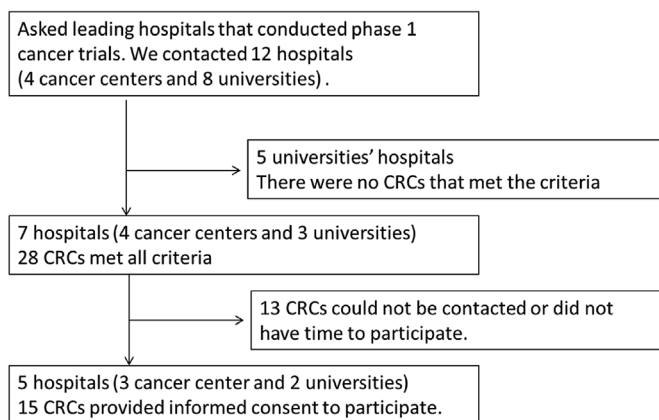 Asked leading hospitals that conducted phase 1
cancer trials. We contacted 12 hospitals
(4 cancer centers and 8 universities) .
5 universities’ hospitals
There were no CRCs that met the criteria
7 hospitals (4 cancer centers and 3 universities)
28 CRCs met all criteria
13 CRCs could not be contacted or did not
have time to participate.
5 hospitals (3 cancer center and 2 universities)
15 CRCs provided informed consent to participate.